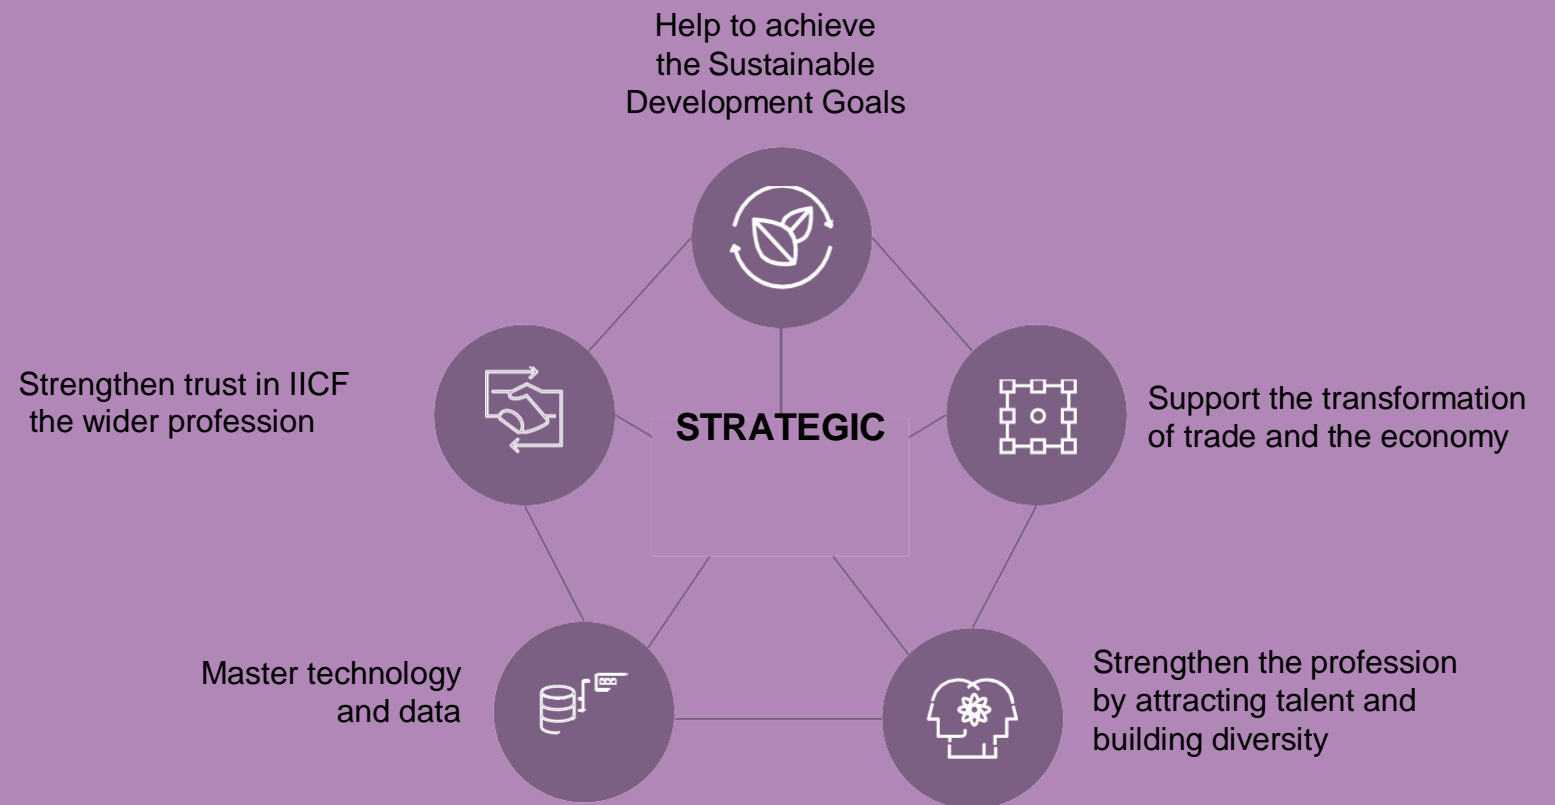 Help to achieve
the Sustainable
Development Goals
Strengthen trust in IICF
the wider profession
STRATEGIC
Support the transformation
of trade and the economy
Master technology
and data
Strengthen the profession
by attracting talent and
building diversity